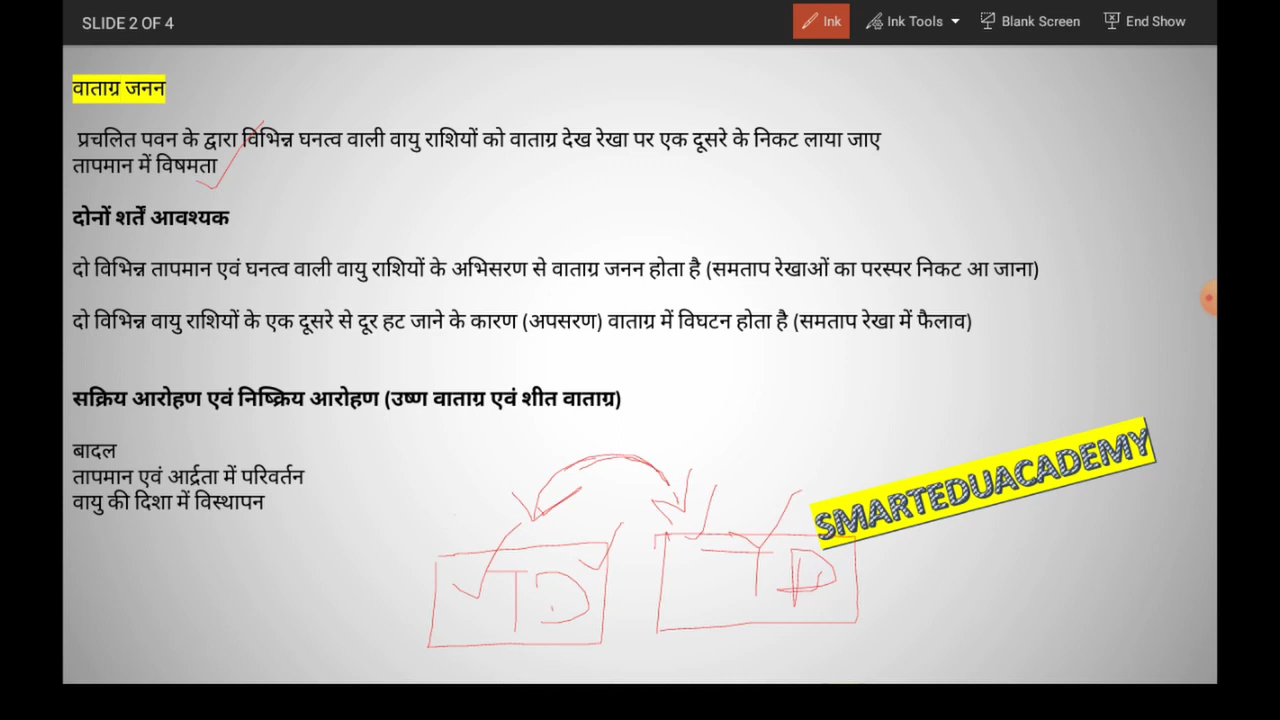 SLIDE 2 OF 4
Ink
Ink Tools
Blank Screen
End Show
वाताग्र जनन
प्रचलित पवन के द्वारा विभिन्न घनत्व वाली वायु राशियों को वाताग्र देख रेखा पर एक दूसरे के निकट लाया जाए
तापमान में विषमता
दोनों शर्तें आवश्यक
दो विभिन्न तापमान एवं घनत्व वाली वायु राशियों के अभिसरण से वाताग्र जनन होता है (समताप रेखाओं का परस्पर निकट आ जाना)
दो विभिन्न वायु राशियों के एक दूसरे से दूर हट जाने के कारण (अपसरण) वाताग्र में विघटन होता है (समताप रेखा में फैलाव)
सक्रिय आरोहण एवं निष्क्रिय आरोहण (उष्ण वाताग्र एवं शीत वाताग्र)
बादल
तापमान एवं आर्द्रता में परिवर्तन
वायु की दिशा में विस्थापन
SMARTEDUACADEMY
T D
T D